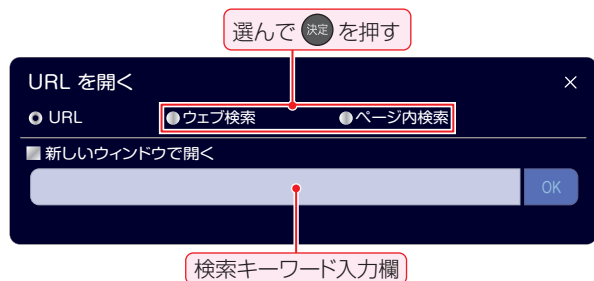 選んで 決定 を押す
URL を開く ×
URL ウェブ検索 ページ内検索
新しいウィンドウで開く
OK
検索キーワード入力欄